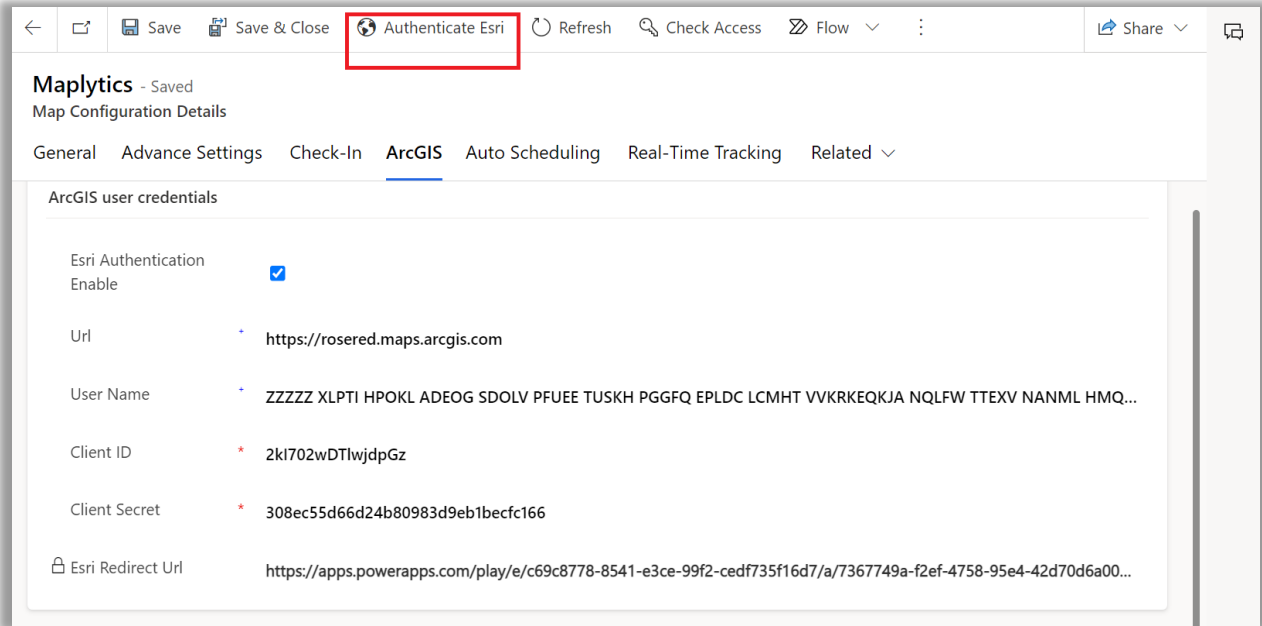 Save Save & Close Authenticate Esri Refresh Check Access Flow Share
Maplytics - Saved
Map Configuration Details
General Advance Settings Check-In ArcGIS Auto Scheduling Real-Time Tracking Related
ArcGIS user credentials
Esri Authentication
Enable
Url + https://rosered.maps.arcgis.com
User Name + ZZZZZ XLPTI HPOKL ADEOG SDOLV PFUEE TUSKH PGGFQ EPLDC LCMHT VVKRKEQKJA NQLFW TTEXV NANML HMQ...
Client ID * 2kI702wDTlwjdpGz
Client Secret * 308ec55d66d24b80983d9eb1becfc166
Esri Redirect Url https://apps.powerapps.com/play/e/c69c8778-8541-e3ce-99f2-cedf735f16d7/a/7367749a-f2ef-4758-95e4-42d70d6a00...